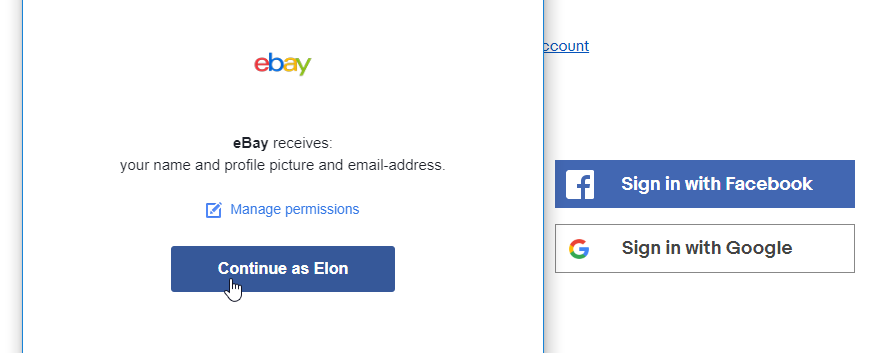 ebay
eBay receives:
your name and profile picture and email-address.
Manage permissions
Continue as Elon
ccount
Sign in with Facebook
Sign in with Google